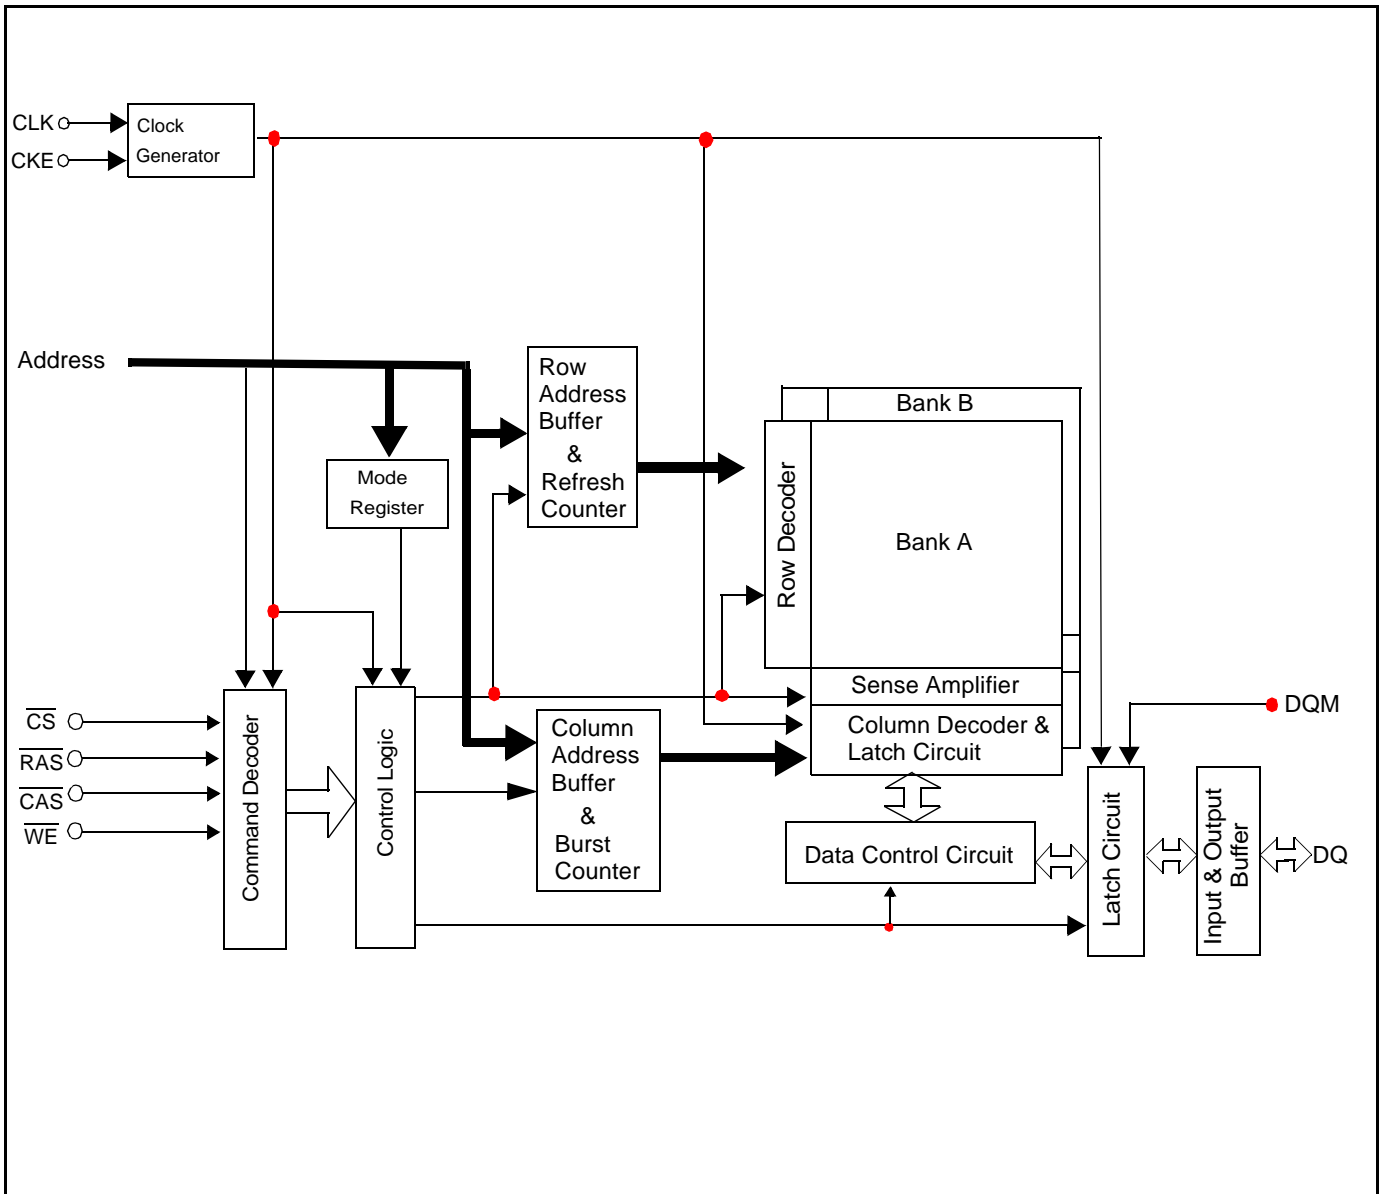 CLK
CKE
Clock
Generator
Address
Row
Address
Buffer
&
Refresh
Counter
Mode
Register
Bank B
Row Decoder
Bank A
Sense Amplifier
Column Decoder &
Latch Circuit
DQM
CS
RAS
CAS
WE
Command Decoder
Control Logic
Column
Address
Buffer
&
Burst
Counter
Data Control Circuit
Latch Circuit
Input & Output
Buffer
DQ